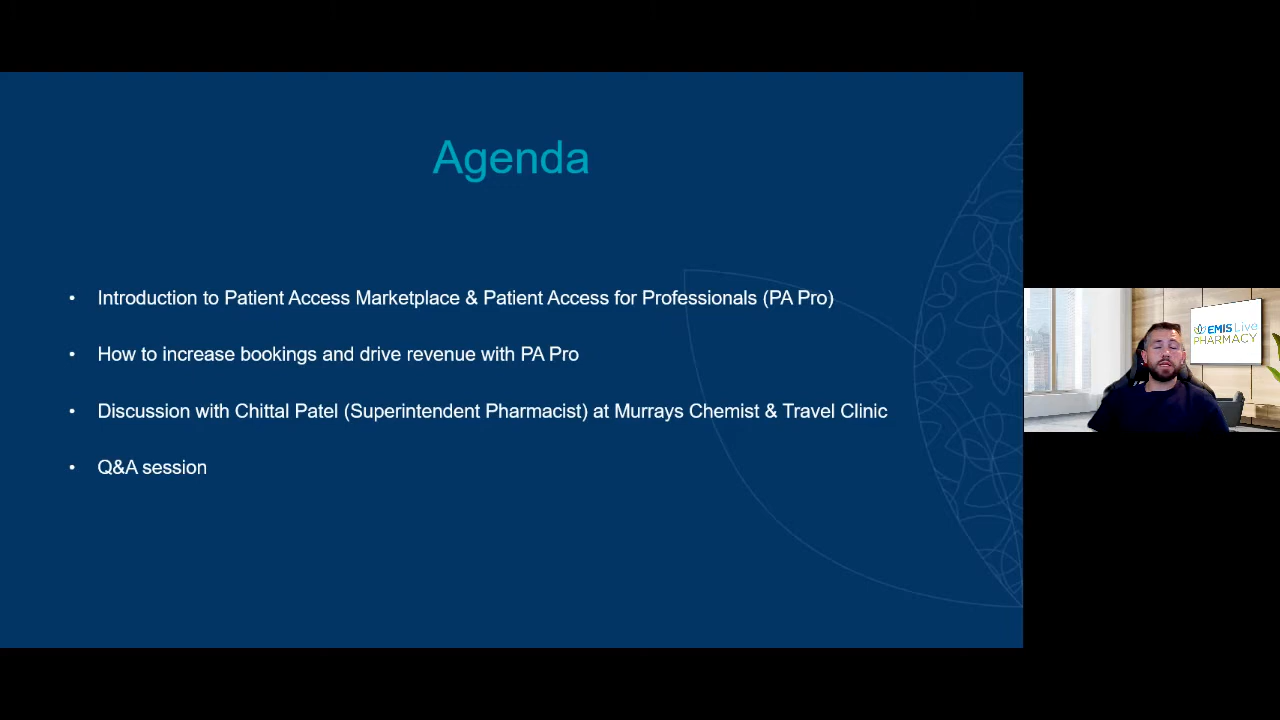 Agenda
• Introduction to Patient Access Marketplace & Patient Access for Professionals (PA Pro)
• How to increase bookings and drive revenue with PA Pro
• Discussion with Chittal Patel (Superintendent Pharmacist) at Murrays Chemist & Travel Clinic
• Q&A session
EMIS Live
PHARMACY